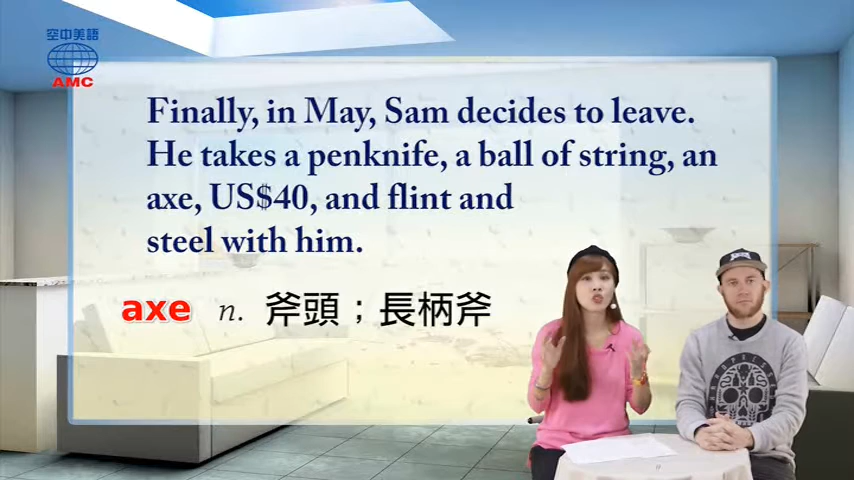 空中美語
AMC
Finally, in May, Sam decides to leave.
He takes a penknife, a ball of string, an
axe, US$40, and flint and
steel with him.
axe n. 斧頭；長柄斧